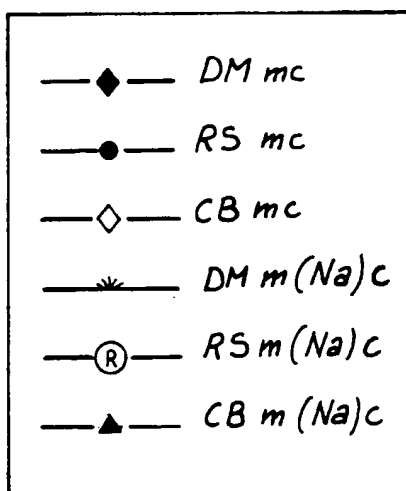 DM mc
RS mc
CB mc
DM m(Na)c
R RS m(Na)c
CB m(Na)c